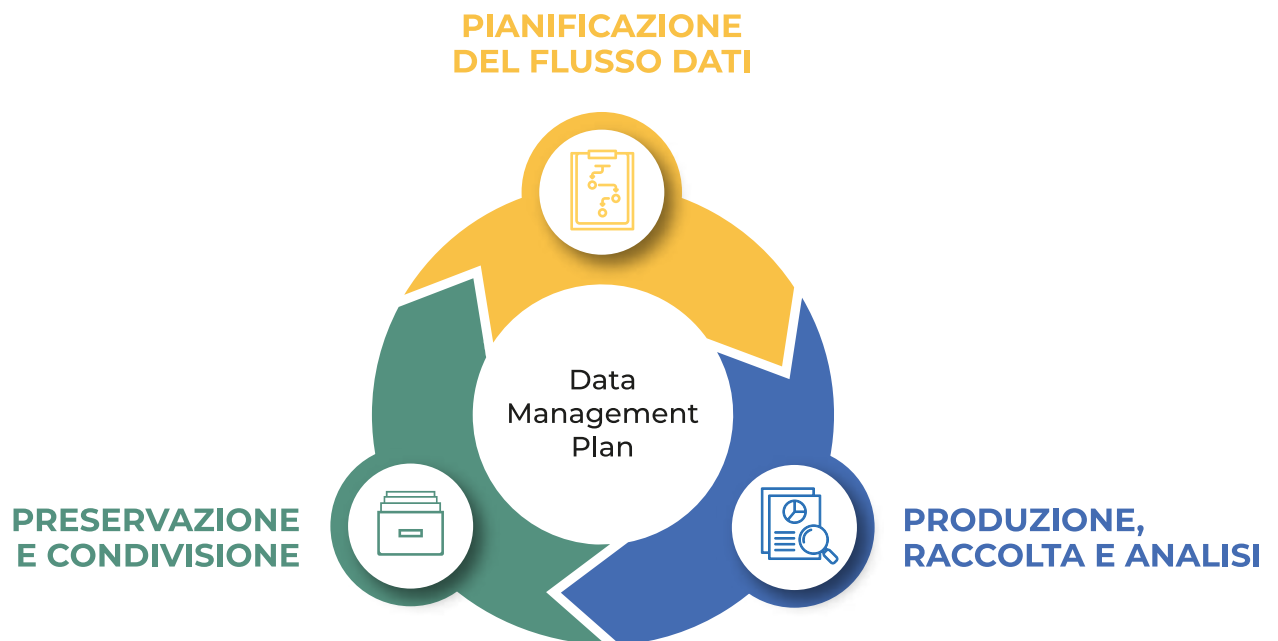 PIANIFICAZIONE
DEL FLUSSO DATI
Data
Management
Plan
PRESERVAZIONE
E CONDIVISIONE
PRODUZIONE,
RACCOLTA E ANALISI